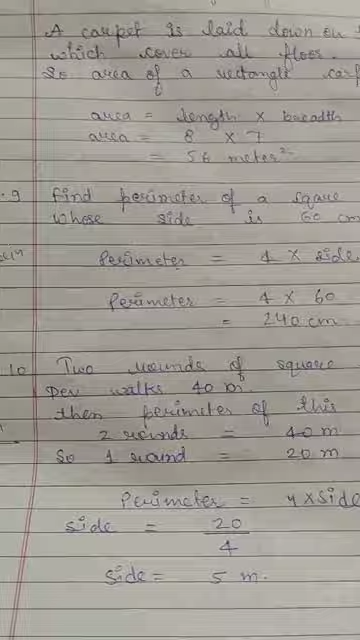 A carpet is laid down on
which cover all floor.
So area of a rectangle carp
area = length × breadth
area = 8 × 7
= 56 meter²
.9 find perimeter of a sqare
whose side is 60 cm
Perimeter = 4 × side
Perimeter = 4 × 60
= 240 cm
10 Two rounds of square
Dev walks 40 m.
then perimeter of this
2 rounds = 40 m
So 1 round = 20 m
Perimeter = 4 × side
side = 20
4
side = 5 m.